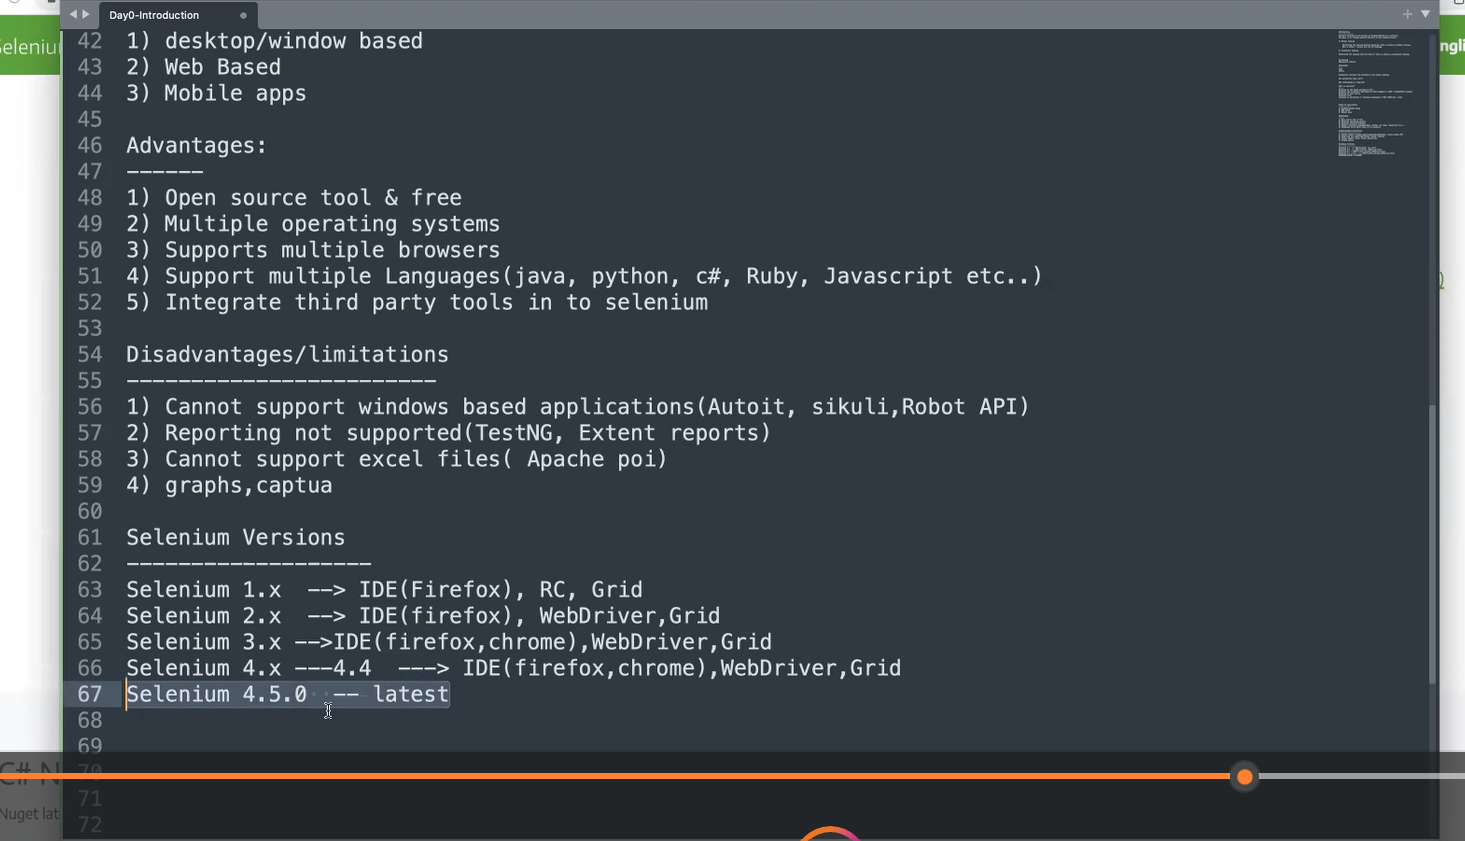 Day0-Introduction
42 1) desktop/window based
43 2) Web Based
44 3) Mobile apps
45
46 Advantages:
47 ------
48 1) Open source tool & free
49 2) Multiple operating systems
50 3) Supports multiple browsers
51 4) Support multiple Languages(java, python, c#, Ruby, Javascript etc..)
52 5) Integrate third party tools in to selenium
53
54 Disadvantages/limitations
55 ------------------------
56 1) Cannot support windows based applications(Autoit, sikuli,Robot API)
57 2) Reporting not supported(TestNG, Extent reports)
58 3) Cannot support excel files( Apache poi)
59 4) graphs,captua
60
61 Selenium Versions
62 -------------------
63 Selenium 1.x  --> IDE(Firefox), RC, Grid
64 Selenium 2.x  --> IDE(firefox), WebDriver,Grid
65 Selenium 3.x -->IDE(firefox,chrome),WebDriver,Grid
66 Selenium 4.x ---4.4  ---> IDE(firefox,chrome),WebDriver,Grid
67 Selenium 4.5.0  -- latest
68
69
70
71
72
C# N
Nuget lat